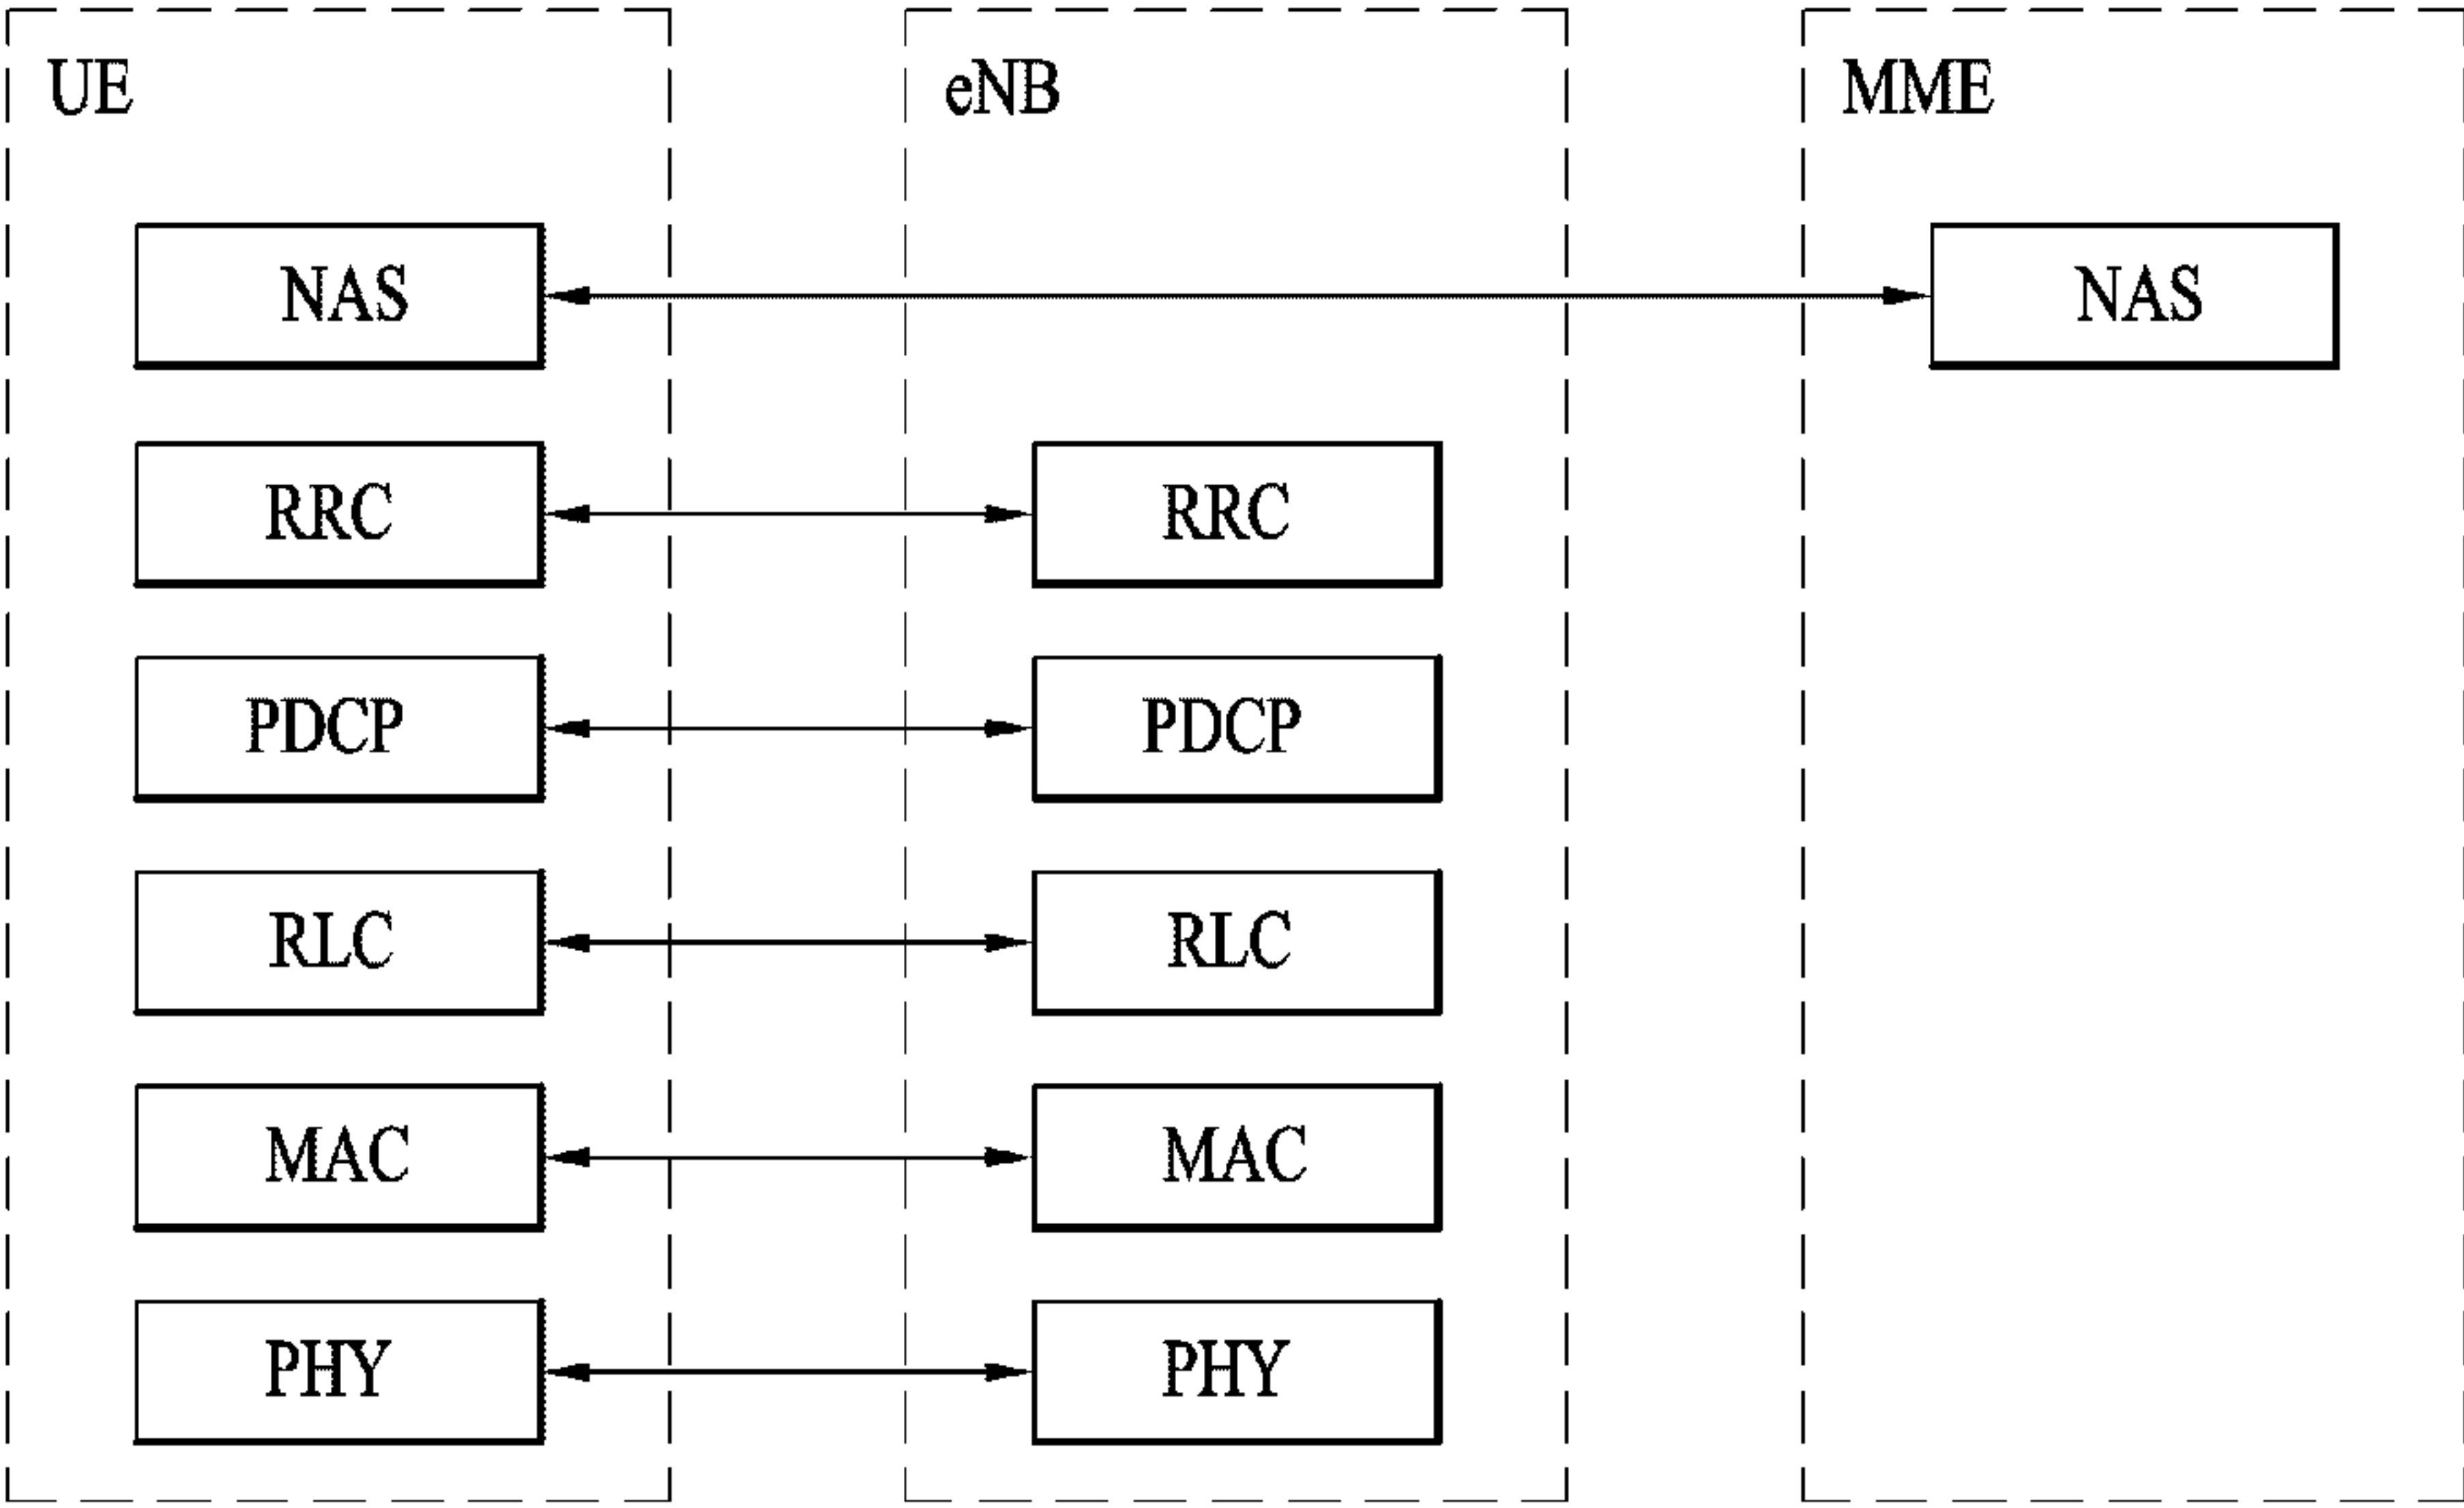 UE eNB MME
NAS NAS
RRC RRC
PDCP PDCP
RLC RLC
MAC MAC
PHY PHY